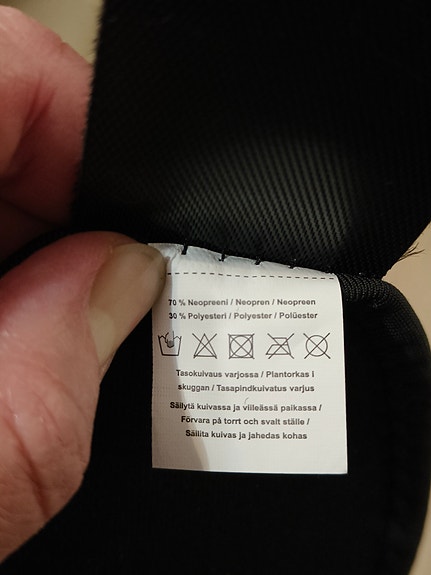 70 % Neopreeni / Neopren / Neopreen
30 % Polyesteri / Polyester / Polüester
Tasokuivaus varjossa / Plantorkas i
skuggan / Tasapindkuivatus varjus
Säilytä kuivassa ja viileässä paikassa /
Förvara på torrt och svalt ställe /
Säilita kuivas ja jahedas kohas